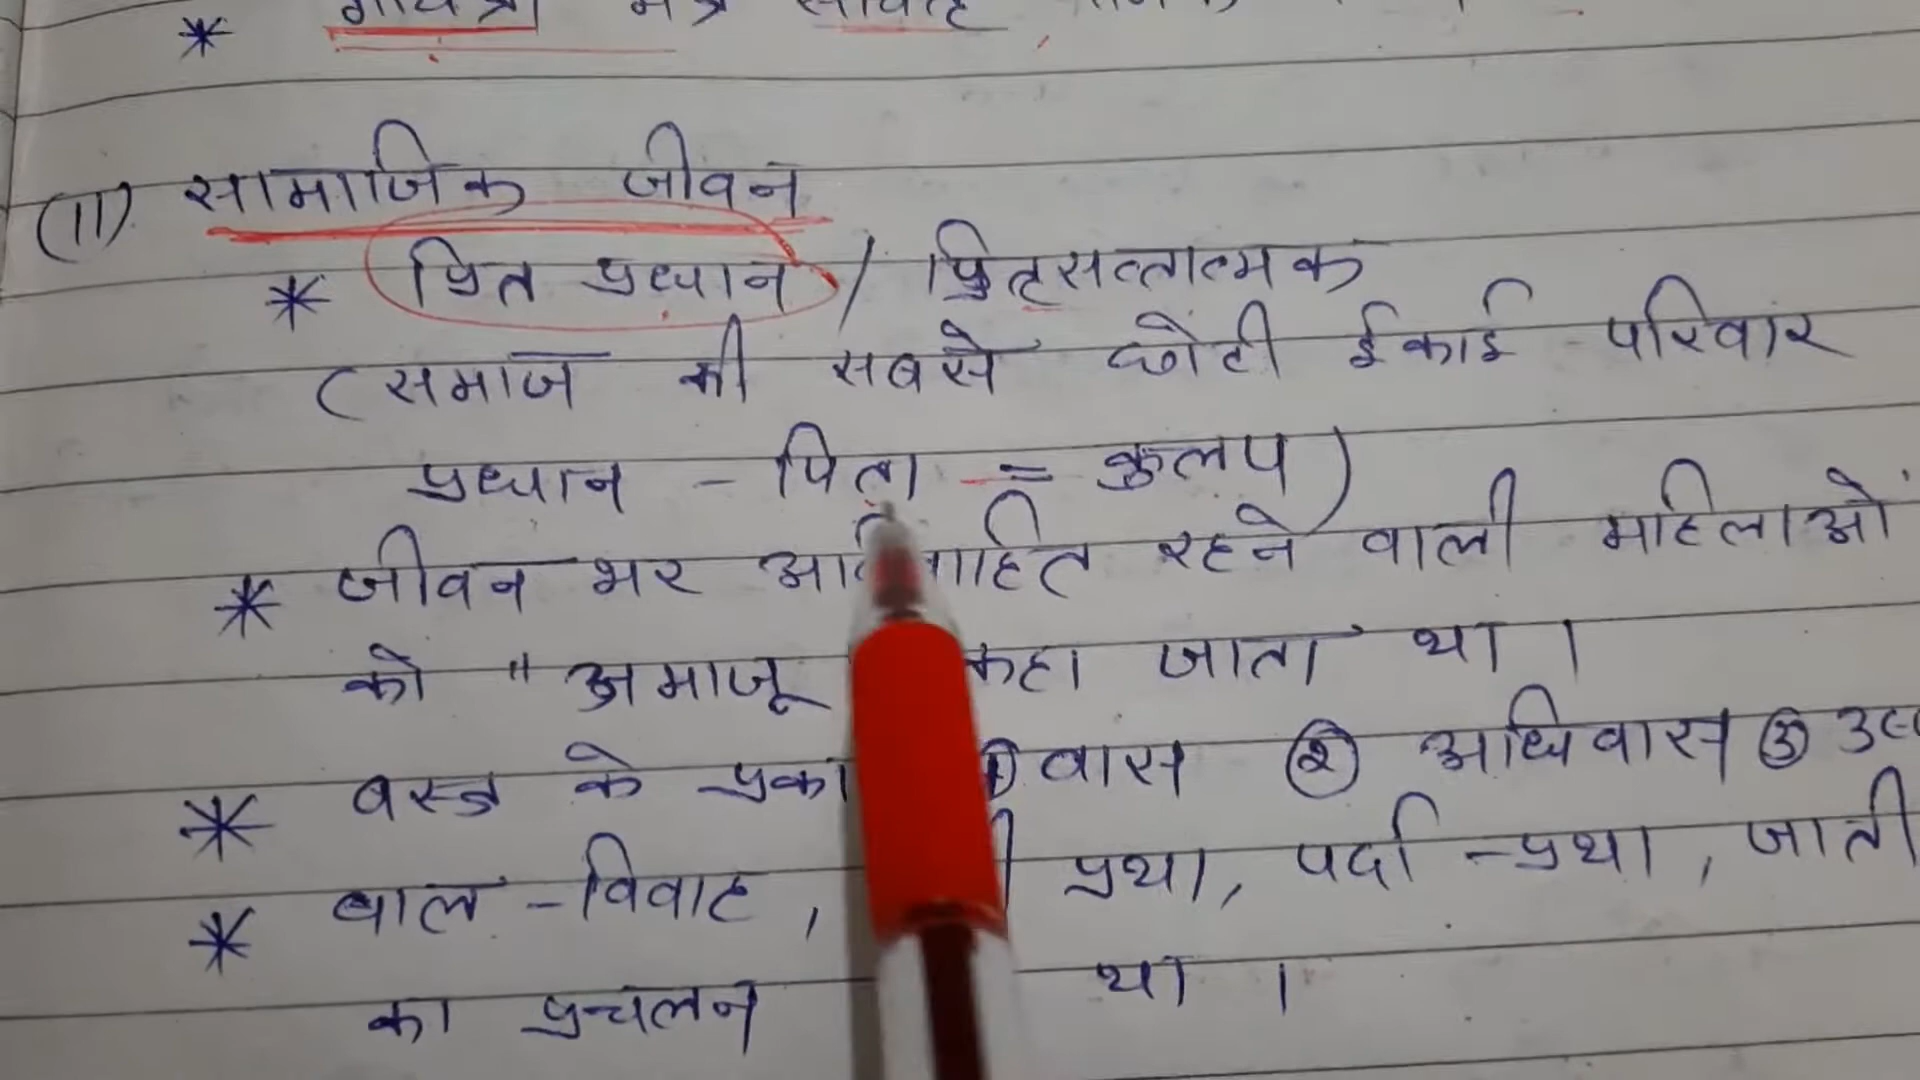 * 
(II) सामाजिक जीवन
* प्रित प्रधान / प्रितृसत्तात्मक
(समाज की सबसे छोटी ईकाई परिवार
प्रधान - पिता = कुलप)
* जीवन भर अविवाहित रहने वाली महिलाओं
को " अमाजू कहा जाता था ।
* वस्त्र के प्रका वास ② अधिवास ③
* बाल - विवाह, प्रथा, पर्दा - प्रथा, जाती
का प्रचलन था ।